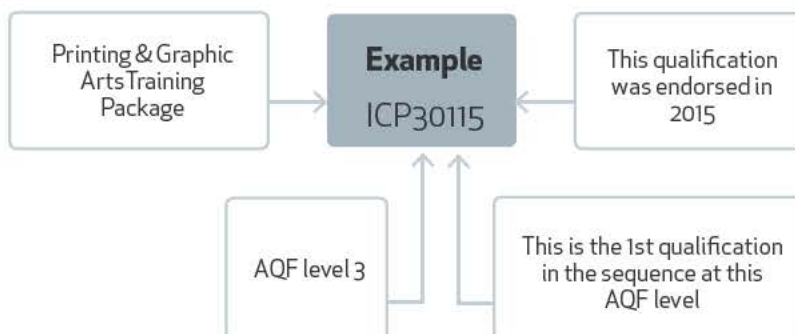 Printing & Graphic
Arts Training
Package
Example
ICP30115
This qualification
was endorsed in
2015
AQF level 3
This is the 1st qualification
in the sequence at this
AQF level